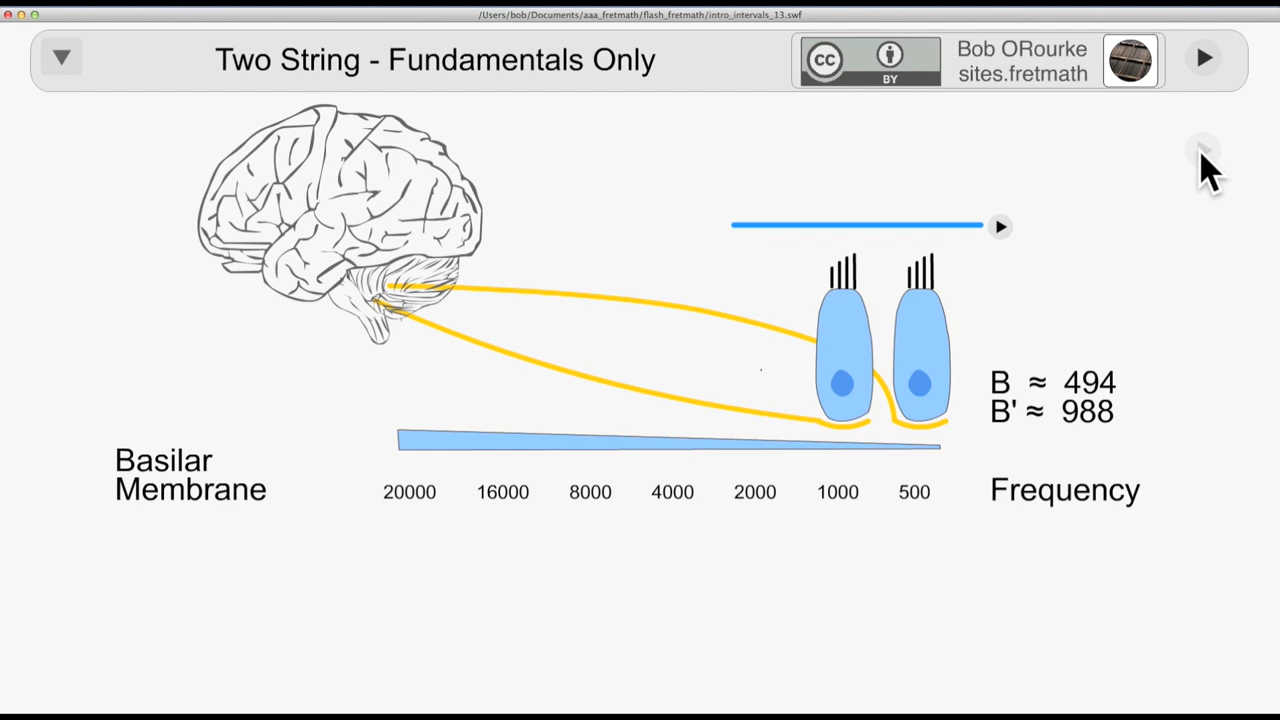 /Users/bob/Documents/aaa_fretmath/flash_fretmath/intro_intervals_13.swf
Two String - Fundamentals Only
cc
BY
Bob ORourke
sites.fretmath
B ≈ 494
B' ≈ 988
Basilar
Membrane
20000 16000 8000 4000 2000 1000 500
Frequency